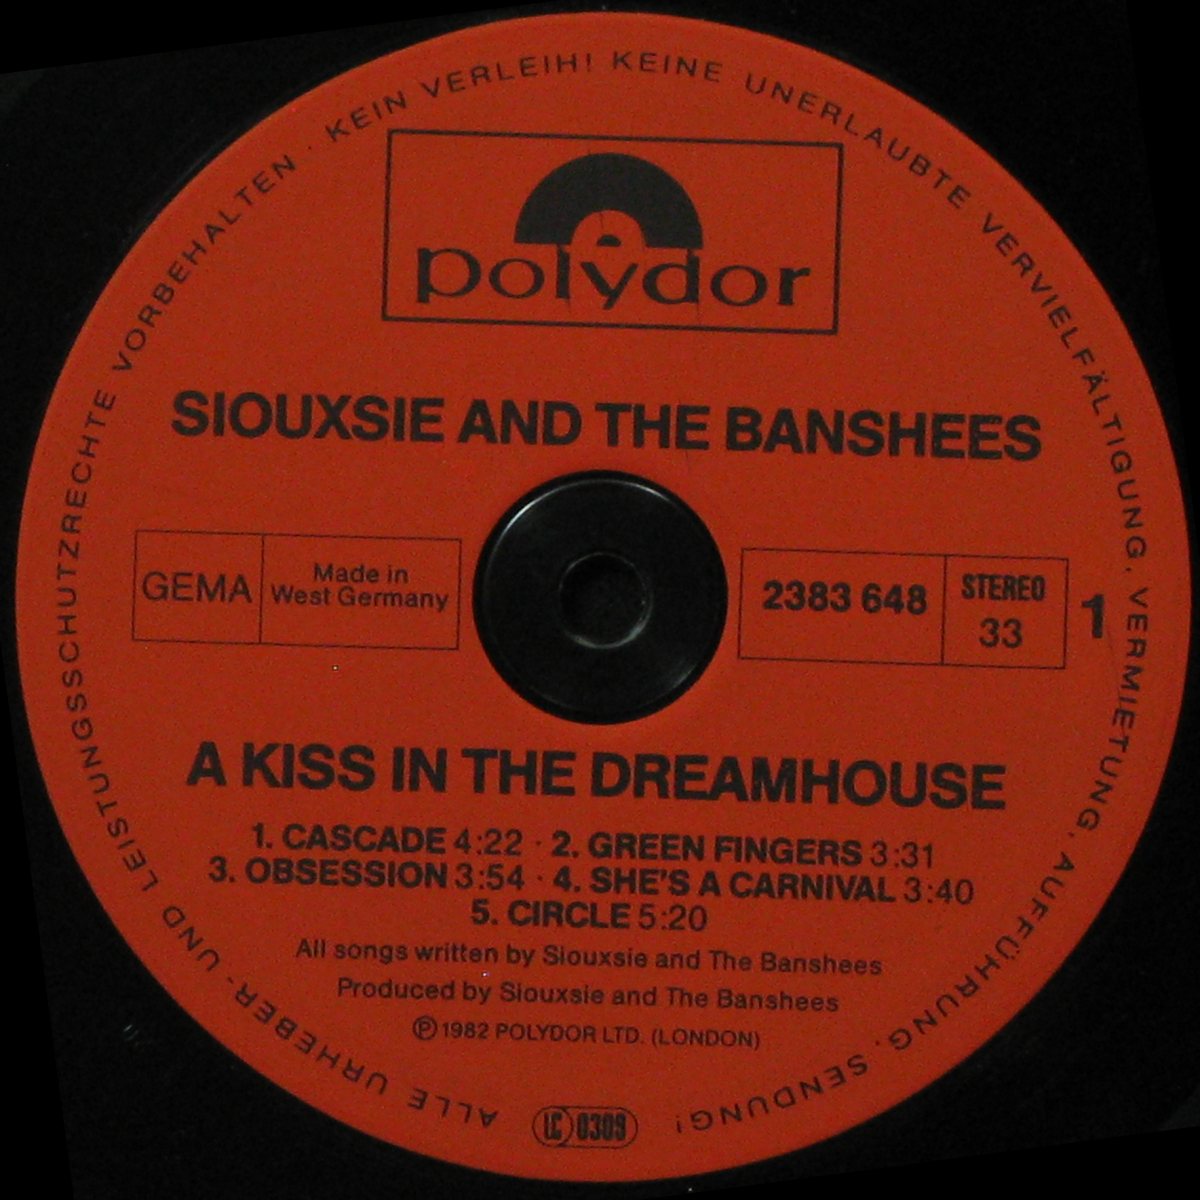 ALLE URHEBER- UND LEISTUNGSSCHUTZRECHTE VORBEHALTEN · KEIN VERLEIH! KEINE UNERLAUBTE VERVIELFÄLTIGUNG, VERMIETUNG, AUFFÜHRUNG, SENDUNG!
polydor
SIOUXSIE AND THE BANSHEES
GEMA
Made in
West Germany
2383 648
STEREO
33
1
A KISS IN THE DREAMHOUSE
1. CASCADE 4:22 · 2. GREEN FINGERS 3:31
3. OBSESSION 3:54 · 4. SHE'S A CARNIVAL 3:40
5. CIRCLE 5:20
All songs written by Siouxsie and The Banshees
Produced by Siouxsie and The Banshees
℗ 1982 POLYDOR LTD. (LONDON)
LC 0309